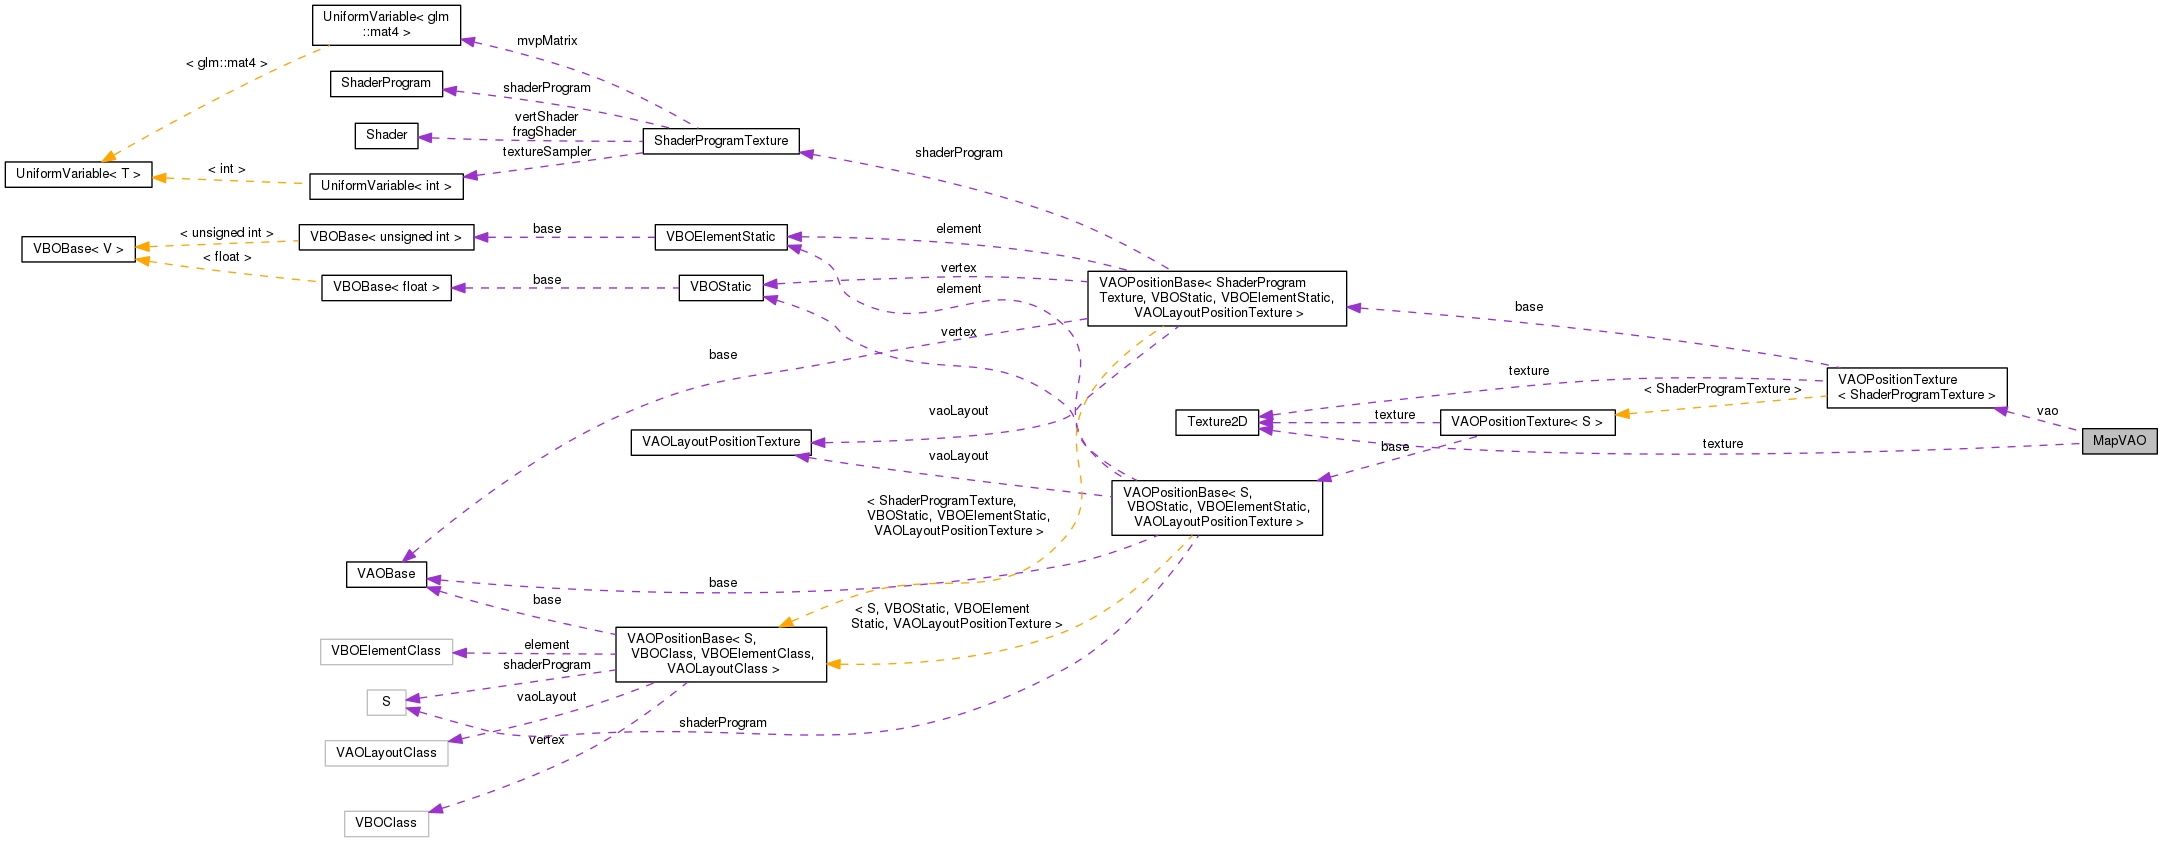 UniformVariable< glm
::mat4 >
mvpMatrix
< glm::mat4 >
ShaderProgram
shaderProgram
Shader
vertShader
fragShader
ShaderProgramTexture
textureSampler
shaderProgram
UniformVariable< T >
< int >
UniformVariable< int >
VBOBase< V >
< unsigned int >
< float >
VBOBase< unsigned int >
base
VBOElementStatic
element
VBOBase< float >
base
VBOStatic
vertex
element
vertex
VAOPositionBase< ShaderProgram
Texture, VBOStatic, VBOElementStatic,
VAOLayoutPositionTexture >
base
base
VAOPositionTexture
< ShaderProgramTexture >
texture
< ShaderProgramTexture >
Texture2D
texture
VAOPositionTexture< S >
vao
MapVAO
texture
base
VAOLayoutPositionTexture
vaoLayout
vaoLayout
VAOPositionBase< S,
VBOStatic, VBOElementStatic,
VAOLayoutPositionTexture >
< ShaderProgramTexture,
VBOStatic, VBOElementStatic,
VAOLayoutPositionTexture >
VAOBase
base
base
< S, VBOStatic, VBOElement
Static, VAOLayoutPositionTexture >
VAOPositionBase< S,
VBOClass, VBOElementClass,
VAOLayoutClass >
VBOElementClass
element
shaderProgram
S
vaoLayout
shaderProgram
VAOLayoutClass
vertex
VBOClass